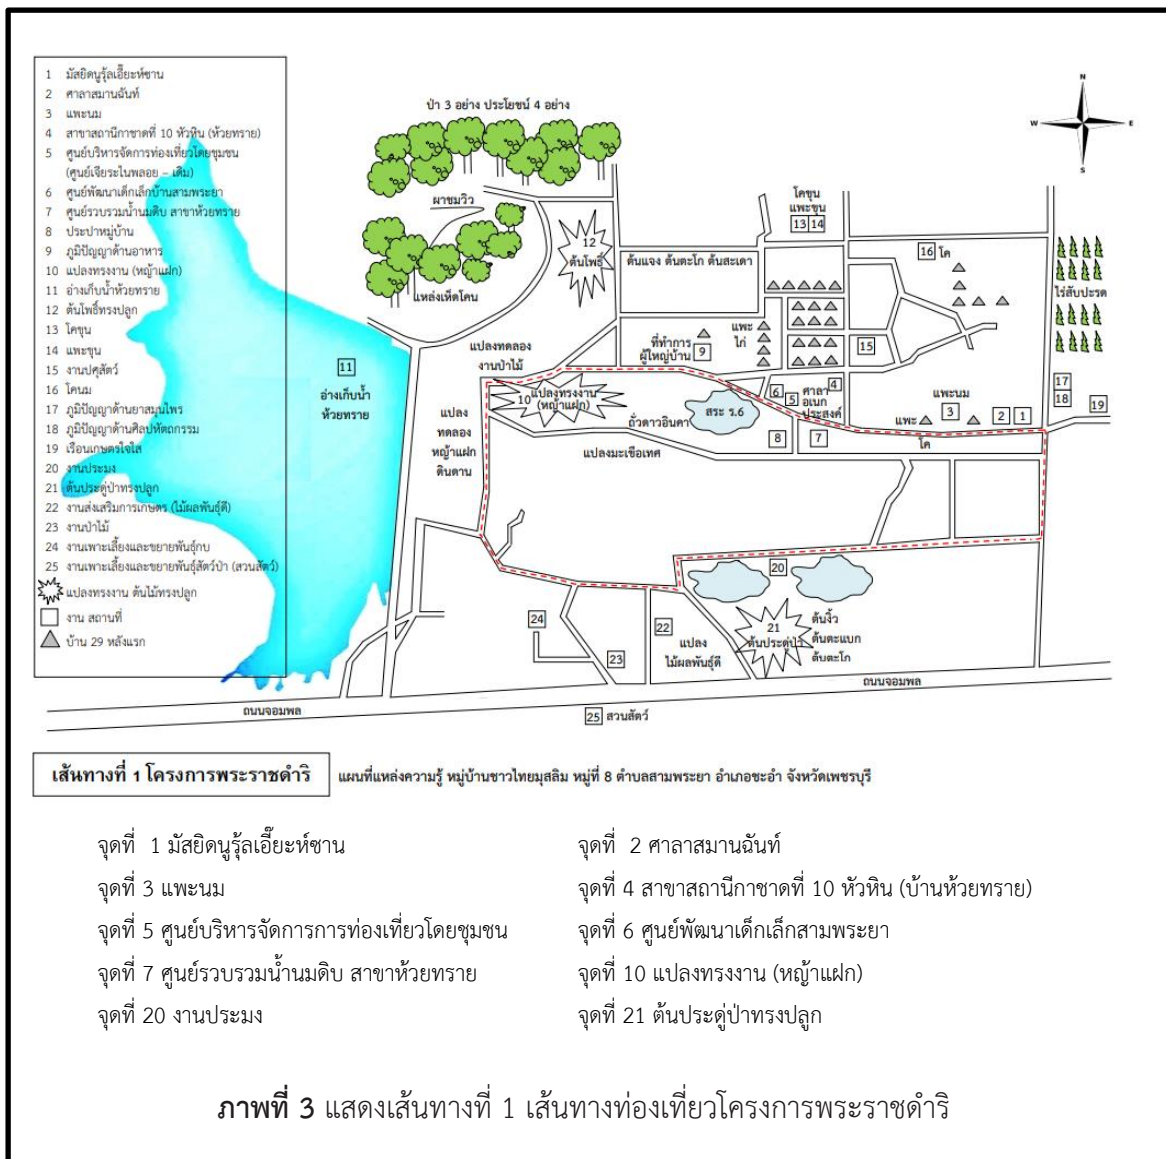 1 มัสยิดนูรุ้ลเอี๊ยะห์ซาน
2 ศาลาสมานฉันท์
3 แพะนม
4 สาขาสถานีกาชาดที่ 10 หัวหิน (ห้วยทราย)
5 ศูนย์บริหารจัดการท่องเที่ยวโดยชุมชน
(ศูนย์เจียระไนพลอย – เดิม)
6 ศูนย์พัฒนาเด็กเล็กบ้านสามพระยา
7 ศูนย์รวบรวมน้ำนมดิบ สาขาห้วยทราย
8 ประปาหมู่บ้าน
9 ภูมิปัญญาด้านอาหาร
10 แปลงทรงงาน (หญ้าแฝก)
11 อ่างเก็บน้ำห้วยทราย
12 ต้นโพธิ์ทรงปลูก
13 โคขุน
14 แพะขุน
15 งานปศุสัตว์
16 โคนม
17 ภูมิปัญญาด้านยาสมุนไพร
18 ภูมิปัญญาด้านศิลปหัตถกรรม
19 เรือนเกษตรใจใส
20 งานประมง
21 ต้นประดู่ป่าทรงปลูก
22 งานส่งเสริมการเกษตร (ไม้ผลพันธุ์ดี)
23 งานป่าไม้
24 งานเพาะเลี้ยงและขยายพันธุ์กบ
25 งานเพาะเลี้ยงและขยายพันธุ์สัตว์ป่า (สวนสัตว์)
แปลงทรงงาน ต้นไม้ทรงปลูก
งาน สถานที่
บ้าน 29 หลังแรก
ป่า 3 อย่าง ประโยชน์ 4 อย่าง
N
W
E
S
ผาชมวิว
แหล่งเห็ดโคน
12
ต้นโพธิ์
ต้นแจง ต้นตะโก ต้นสะเดา
โคขุน
แพะขุน
13 14
16 โค
ไร่สับปะรด
แปลงทดลอง
งานป่าไม้
ที่ทำการ
ผู้ใหญ่บ้าน
9
แพะ
ไก่
15
11
อ่างเก็บน้ำ
ห้วยทราย
แปลง
ทดลอง
หญ้าแฝก
ดินดาน
10
แปลงทรงงาน
(หญ้าแฝก)
ถั่วดาวอินคา
สระ ร.6
6
5
ศาลา
อเนก
ประสงค์
4
8
7
แพะนม
แพะ
3
2
1
โค
17
18
19
แปลงมะเขือเทศ
20
24
23
22
แปลง
ไม้ผลพันธุ์ดี
21
ต้นประดู่ป่า
ต้นงิ้ว
ต้นตะแบก
ต้นตะโก
ถนนจอมพล
ถนนจอมพล
25 สวนสัตว์
เส้นทางที่ 1 โครงการพระราชดำริ
แผนที่แหล่งความรู้ หมู่บ้านชาวไทยมุสลิม หมู่ที่ 8 ตำบลสามพระยา อำเภอชะอำ จังหวัดเพชรบุรี
จุดที่ 1 มัสยิดนูรุ้ลเอี๊ยะห์ซาน
จุดที่ 2 ศาลาสมานฉันท์
จุดที่ 3 แพะนม
จุดที่ 4 สาขาสถานีกาชาดที่ 10 หัวหิน (บ้านห้วยทราย)
จุดที่ 5 ศูนย์บริหารจัดการการท่องเที่ยวโดยชุมชน
จุดที่ 6 ศูนย์พัฒนาเด็กเล็กสามพระยา
จุดที่ 7 ศูนย์รวบรวมน้ำนมดิบ สาขาห้วยทราย
จุดที่ 10 แปลงทรงงาน (หญ้าแฝก)
จุดที่ 20 งานประมง
จุดที่ 21 ต้นประดู่ป่าทรงปลูก
ภาพที่ 3 แสดงเส้นทางที่ 1 เส้นทางท่องเที่ยวโครงการพระราชดำริ